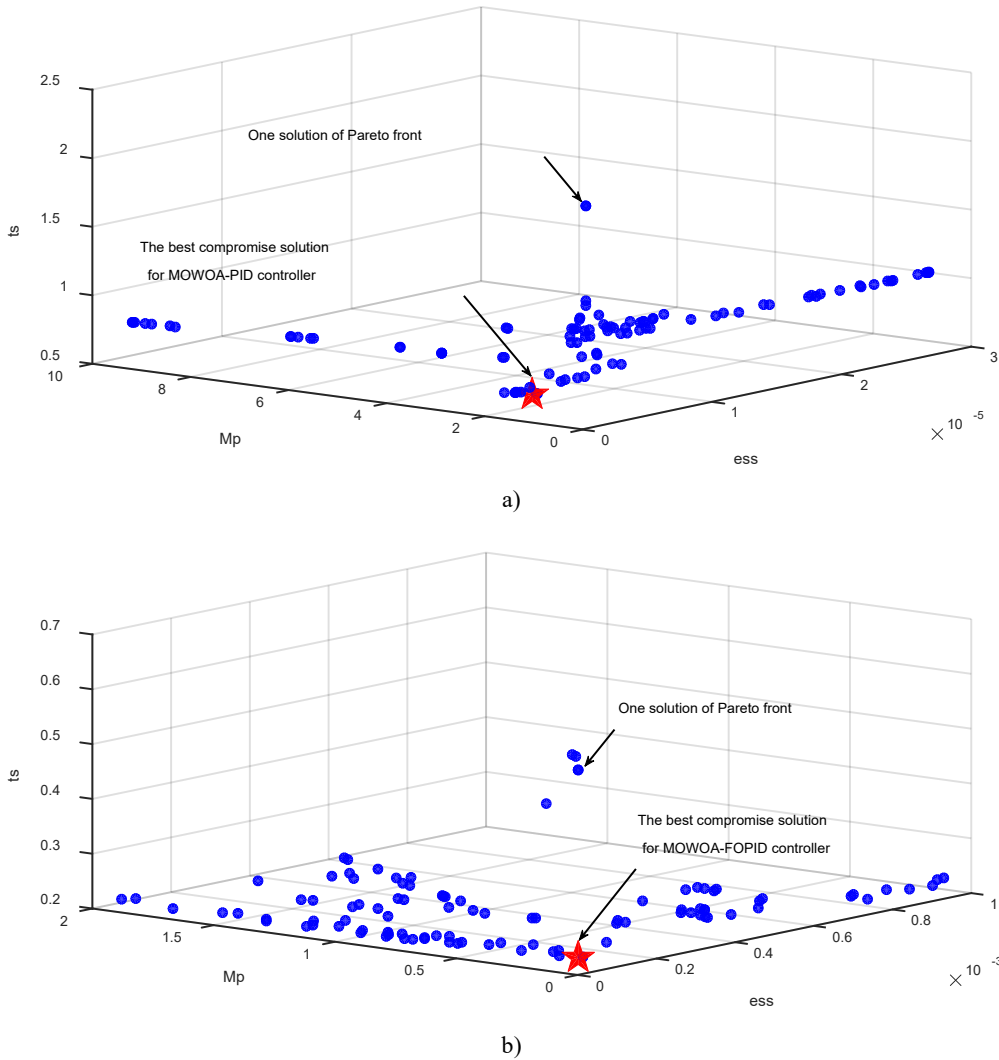 2.5
One solution of Pareto front
2
ts
1.5
The best compromise solution
for MOWOA-PID controller
1
0.5
10
8
6
4
2
0
Mp
0
1
2
3
ess
× 10 -5
a)
0.7
0.6
One solution of Pareto front
0.5
ts
0.4
The best compromise solution
for MOWOA-FOPID controller
0.3
0.2
2
1.5
1
0.5
0
Mp
0
0.2
0.4
0.6
0.8
1
ess
× 10 -3
b)